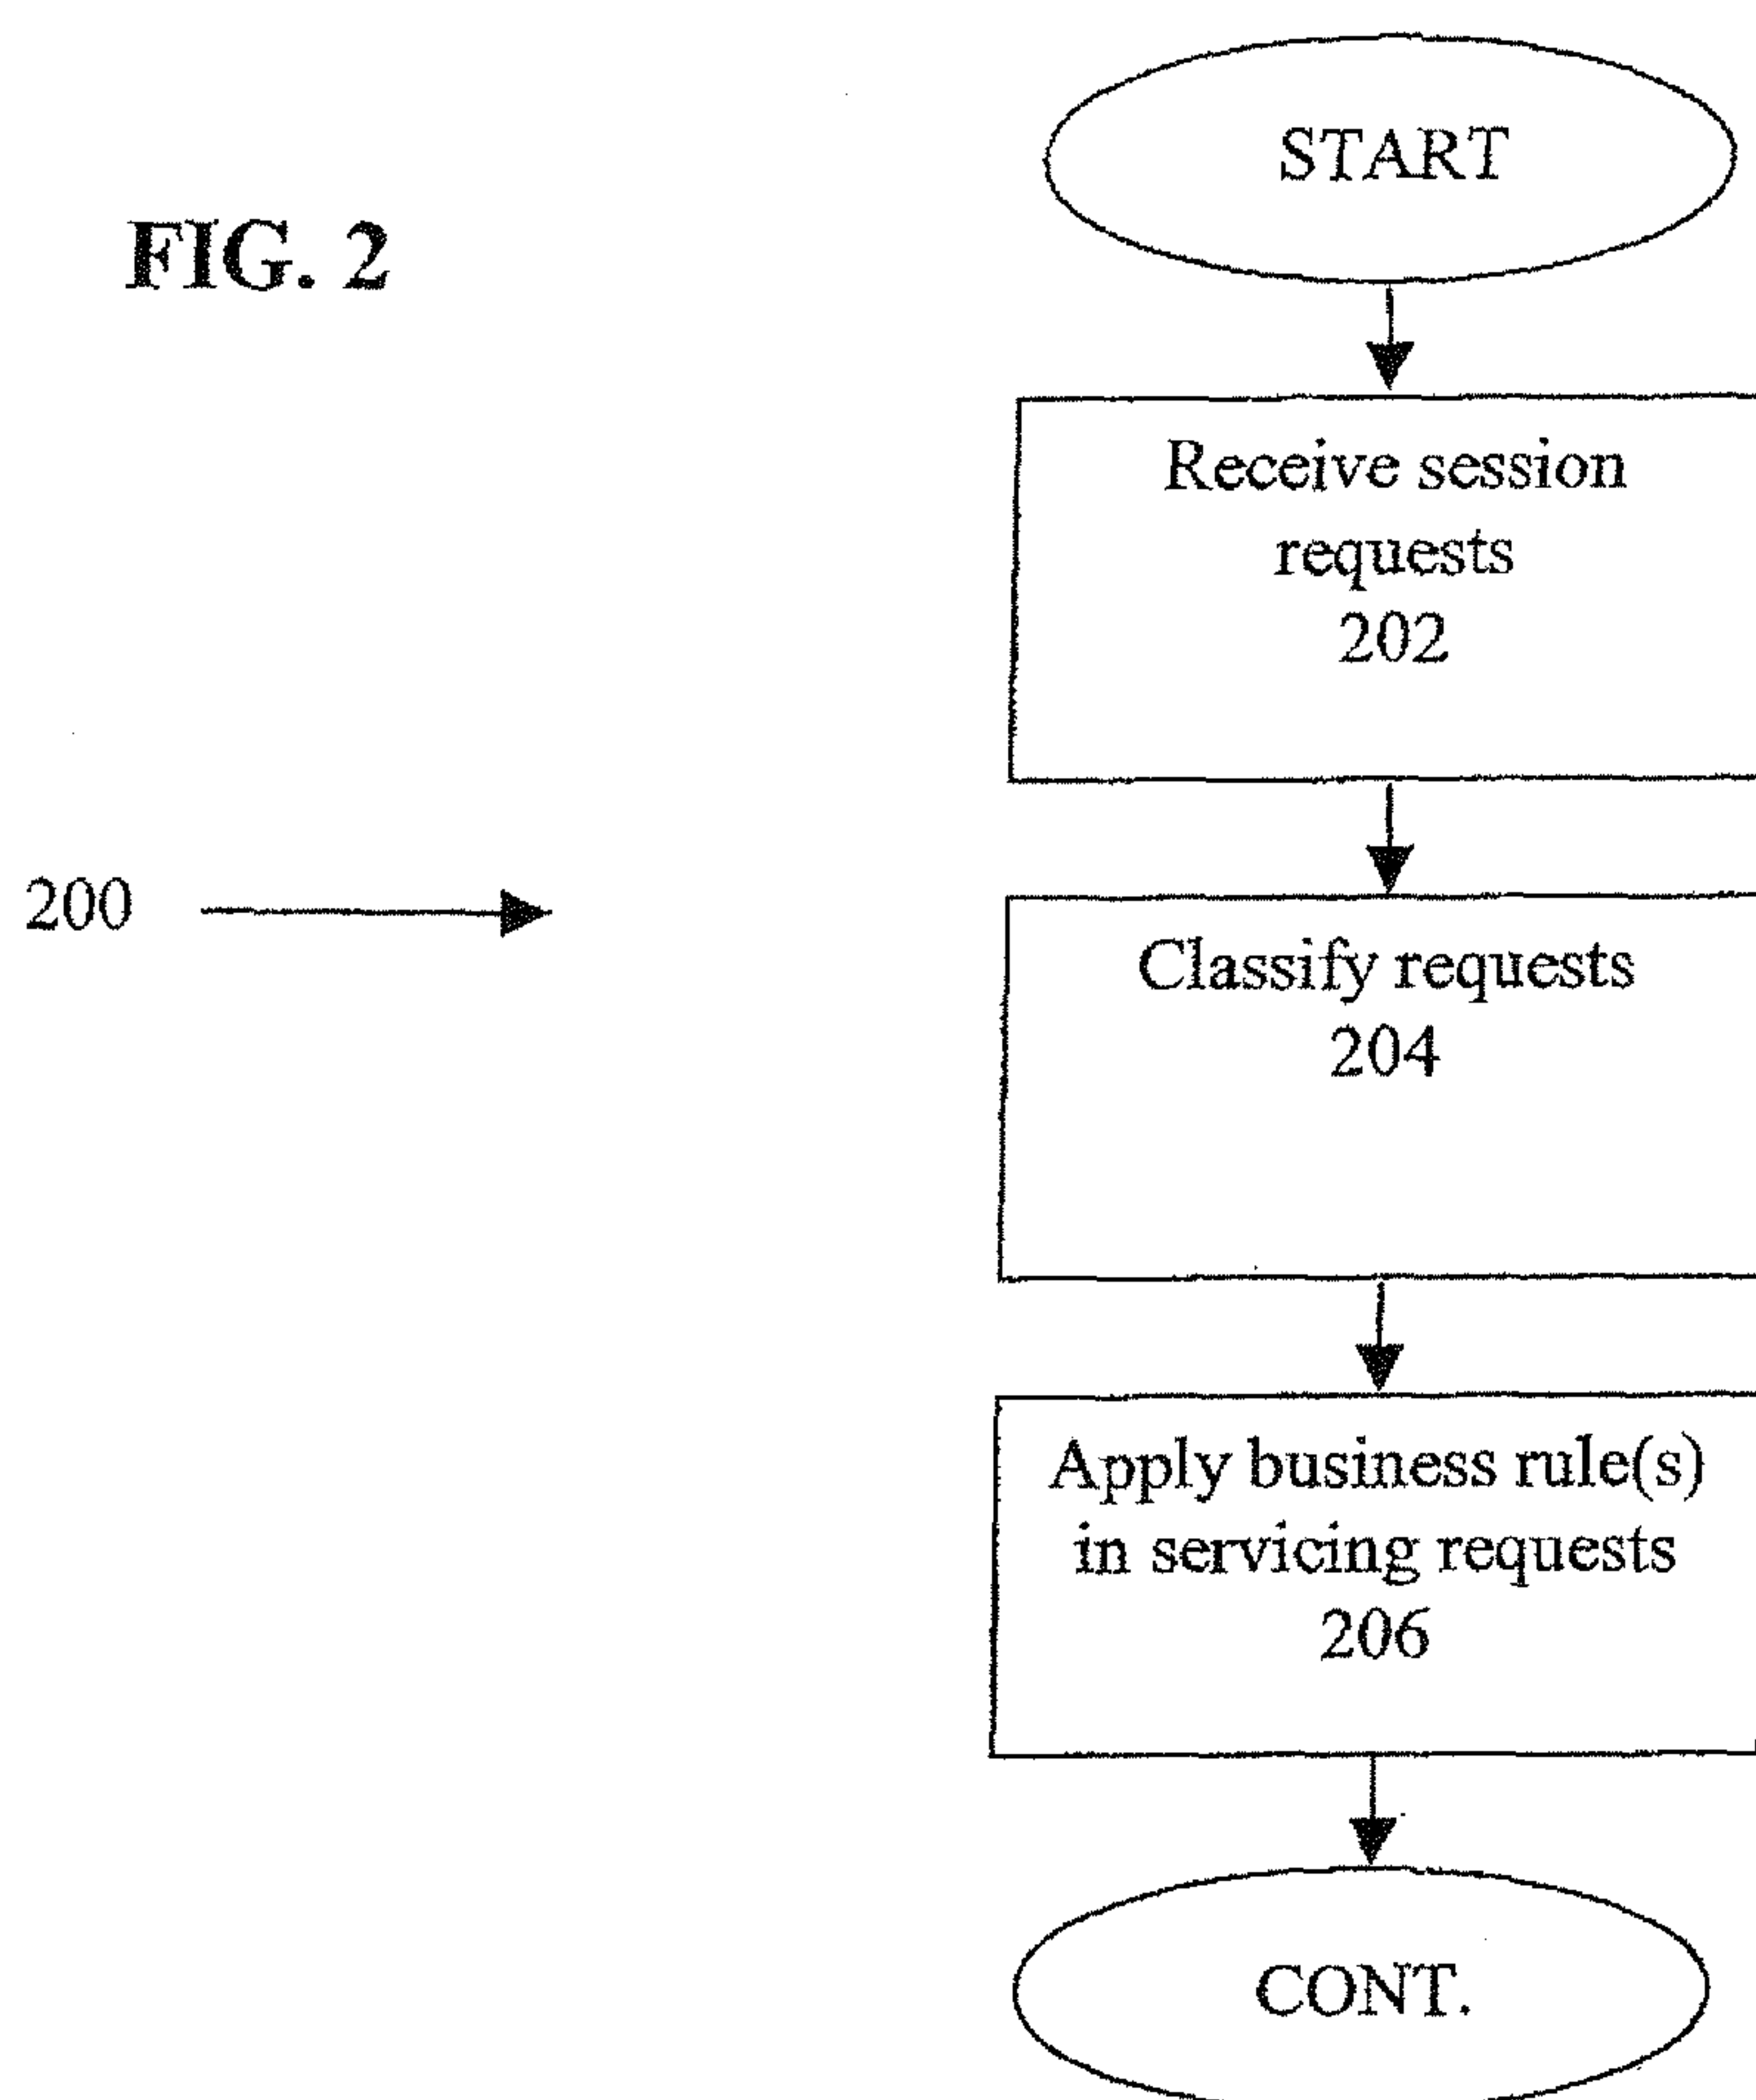 FIG. 2
START
Receive session
requests
202
200
Classify requests
204
Apply business rule(s)
in servicing requests
206
CONT.